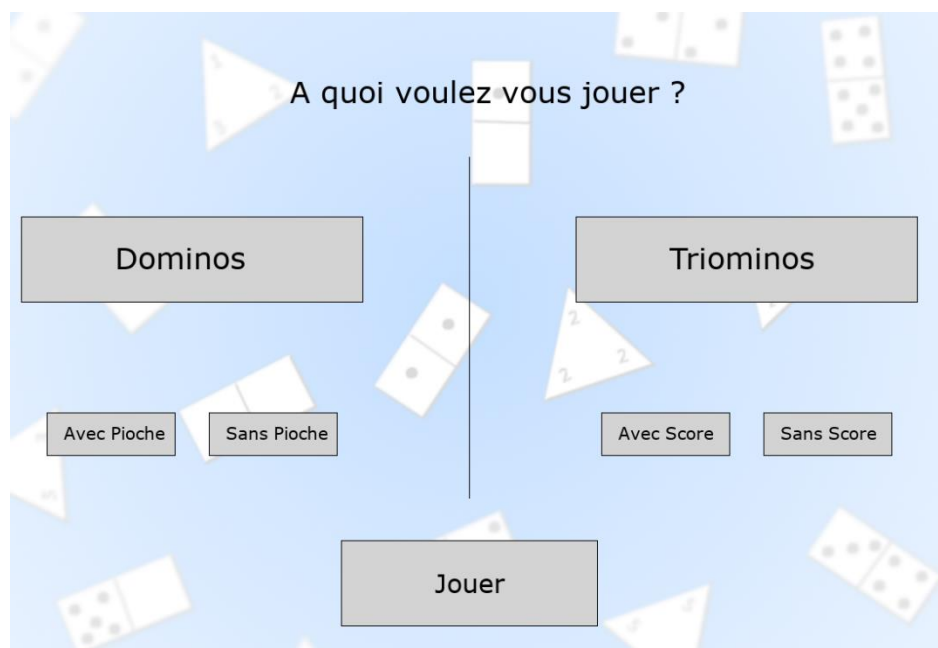 A quoi voulez vous jouer ?
Dominos
Triominos
Avec Pioche
Sans Pioche
Avec Score
Sans Score
Jouer